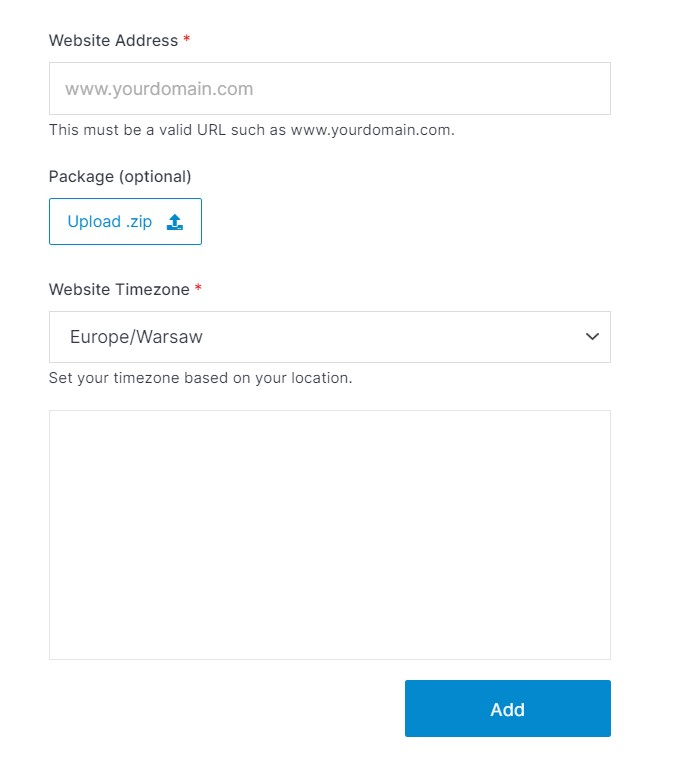 Website Address *
www.yourdomain.com
This must be a valid URL such as www.yourdomain.com.
Package (optional)
Upload .zip
Website Timezone *
Europe/Warsaw
Set your timezone based on your location.
Add